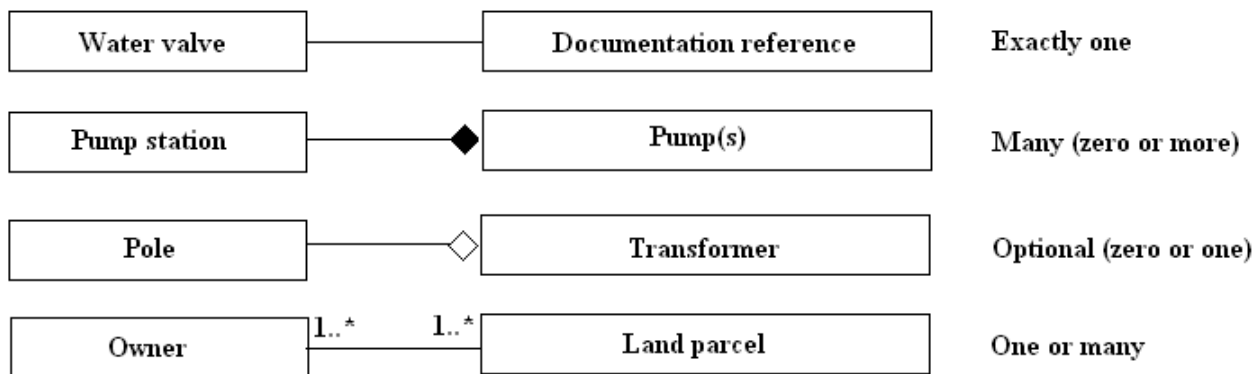 Water valve Documentation reference Exactly one
Pump station Pump(s) Many (zero or more)
Pole Transformer Optional (zero or one)
Owner 1..* 1..* Land parcel One or many